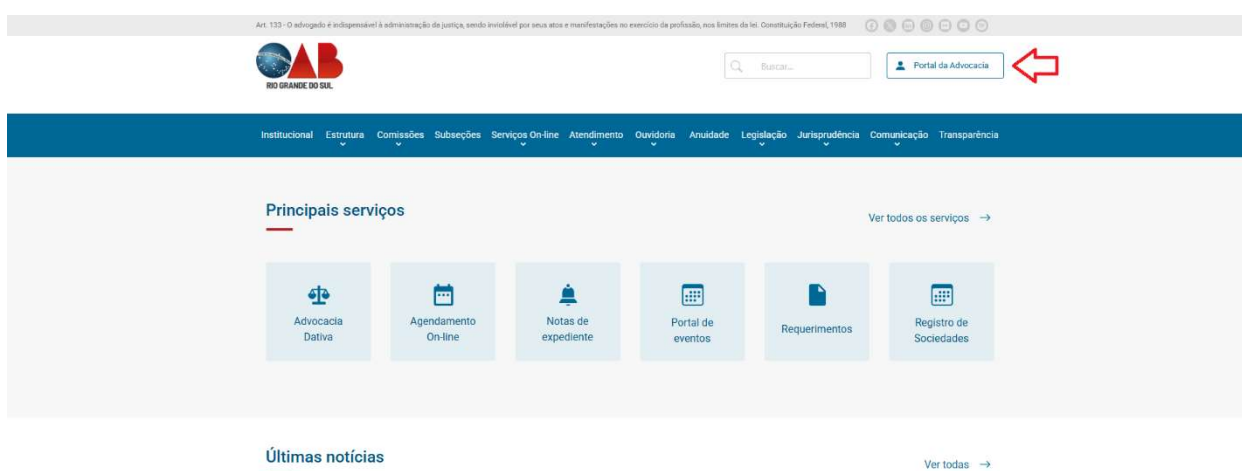 Art. 133 - O advogado é indispensável à administração da justiça, sendo inviolável por seus atos e manifestações no exercício da profissão, nos limites da lei. Constituição Federal, 1988
OAB
RIO GRANDE DO SUL
Buscar...
Portal da Advocacia
Institucional Estrutura Comissões Subseções Serviços On-line Atendimento Ouvidoria Anuidade Legislação Jurisprudência Comunicação Transparência
Principais serviços
Ver todos os serviços →
Advocacia
Dativa
Agendamento
On-line
Notas de
expediente
Portal de
eventos
Requerimentos
Registro de
Sociedades
Últimas notícias
Ver todas →